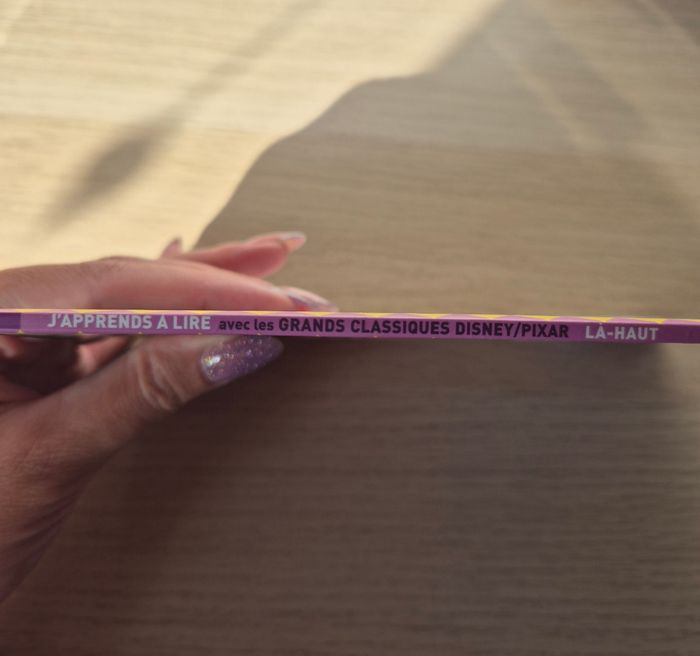 J'APPRENDS A LIRE avec les GRANDS CLASSIQUES DISNEY/PIXAR LÀ-HAUT